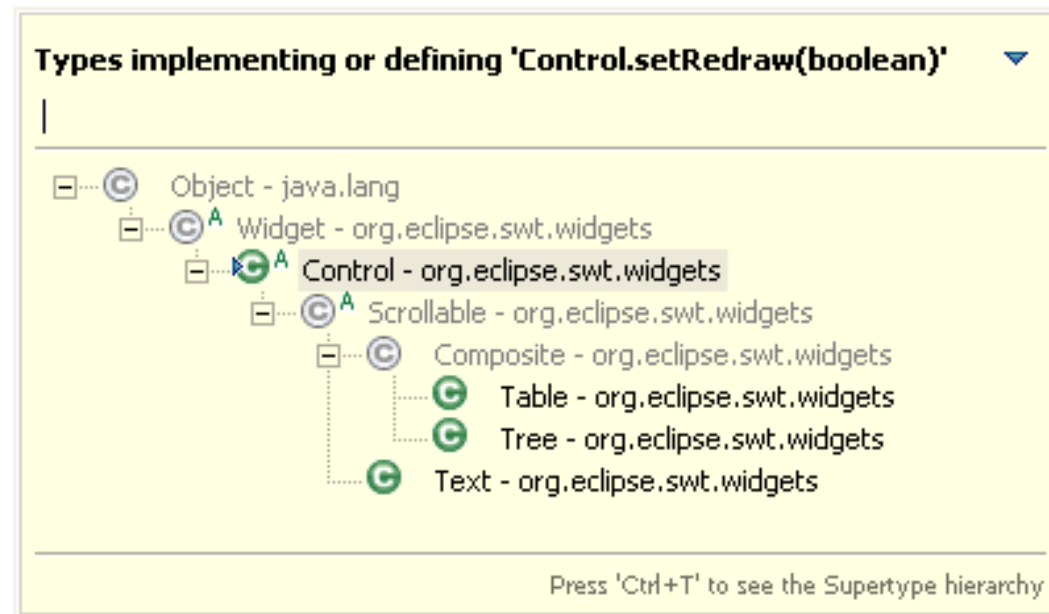 Types implementing or defining 'Control.setRedraw(boolean)'
Object - java.lang
A Widget - org.eclipse.swt.widgets
A Control - org.eclipse.swt.widgets
A Scrollable - org.eclipse.swt.widgets
Composite - org.eclipse.swt.widgets
Table - org.eclipse.swt.widgets
Tree - org.eclipse.swt.widgets
Text - org.eclipse.swt.widgets
Press 'Ctrl+T' to see the Supertype hierarchy